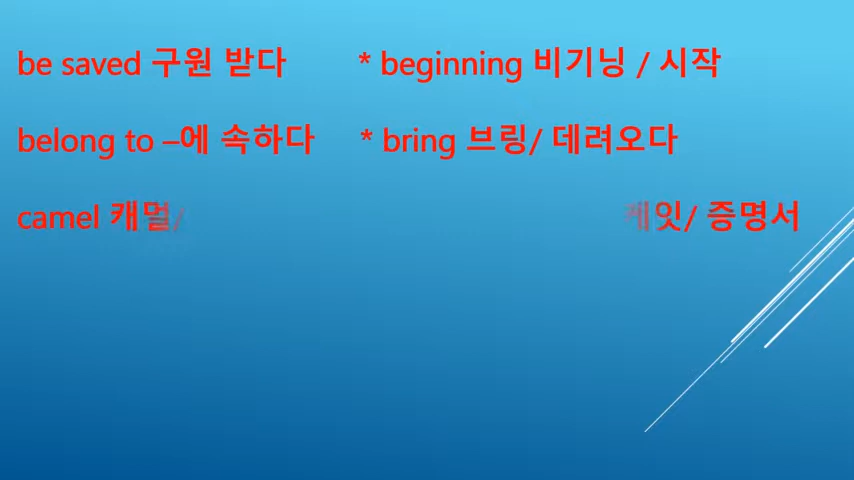 be saved 구원 받다 * beginning 비기닝 / 시작
belong to –에 속하다 * bring 브링/ 데려오다
camel 캐멀/ 케잇/ 증명서